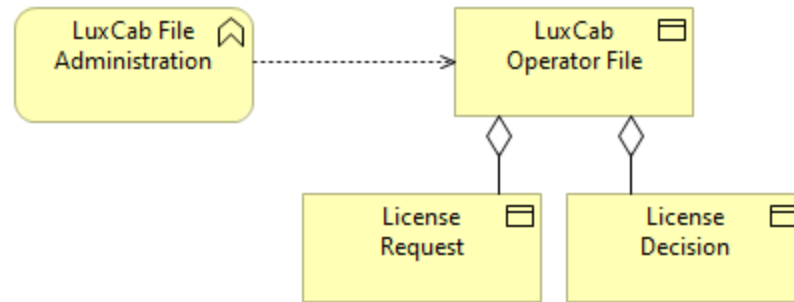 LuxCab File
Administration
LuxCab
Operator File
License
Request
License
Decision